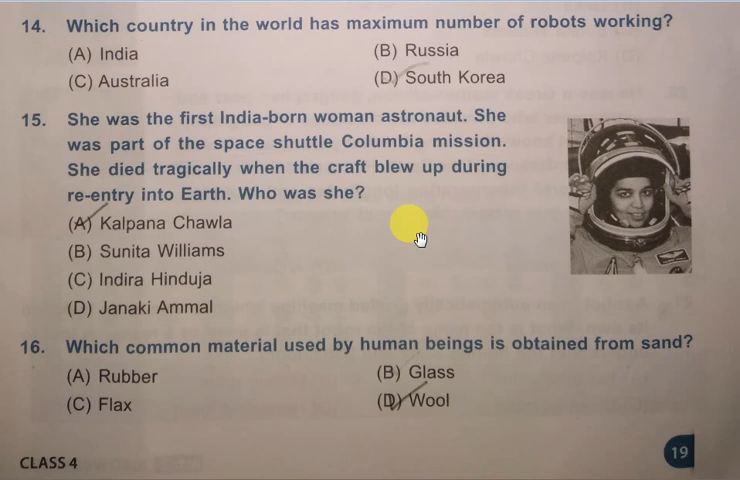 14. Which country in the world has maximum number of robots working?
(A) India (B) Russia
(C) Australia (D) South Korea
15. She was the first India-born woman astronaut. She
was part of the space shuttle Columbia mission.
She died tragically when the craft blew up during
re-entry into Earth. Who was she?
(A) Kalpana Chawla
(B) Sunita Williams
(C) Indira Hinduja
(D) Janaki Ammal
16. Which common material used by human beings is obtained from sand?
(A) Rubber (B) Glass
(C) Flax (D) Wool
CLASS 4 19